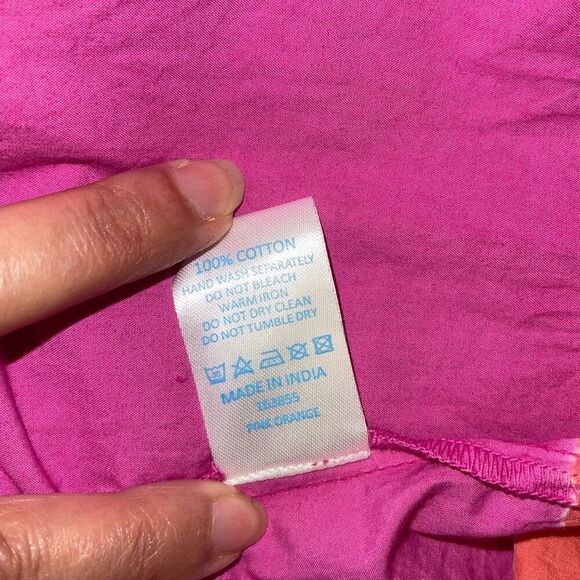 100% COTTON
HAND WASH SEPARATELY
DO NOT BLEACH
WARM IRON
DO NOT DRY CLEAN
DO NOT TUMBLE DRY
MADE IN INDIA
163855
PINK ORANGE